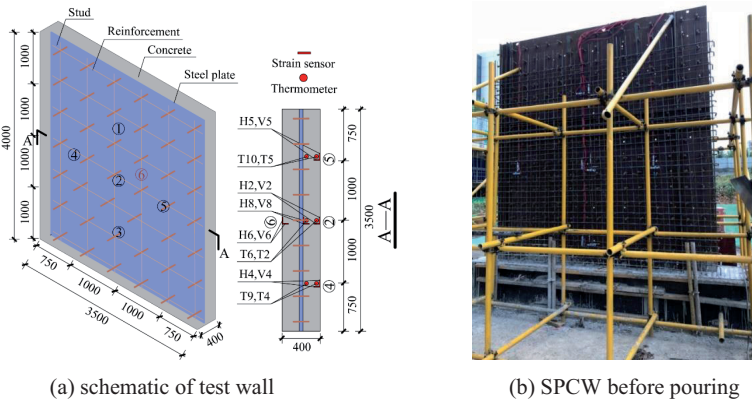 Stud
Reinforcement
Concrete
Steel plate
4000
1000
1000
1000
1000
A
①
④
②
⑥
⑤
③
A
750
1000
1000
750
3500
400
Strain sensor
Thermometer
H5,V5
T10,T5
H2,V2
H8,V8
⑥
H6,V6
T6,T2
H4,V4
T9,T4
⑤
②
④
750
1000
1000
750
3500
400
A—A
(a) schematic of test wall
(b) SPCW before pouring